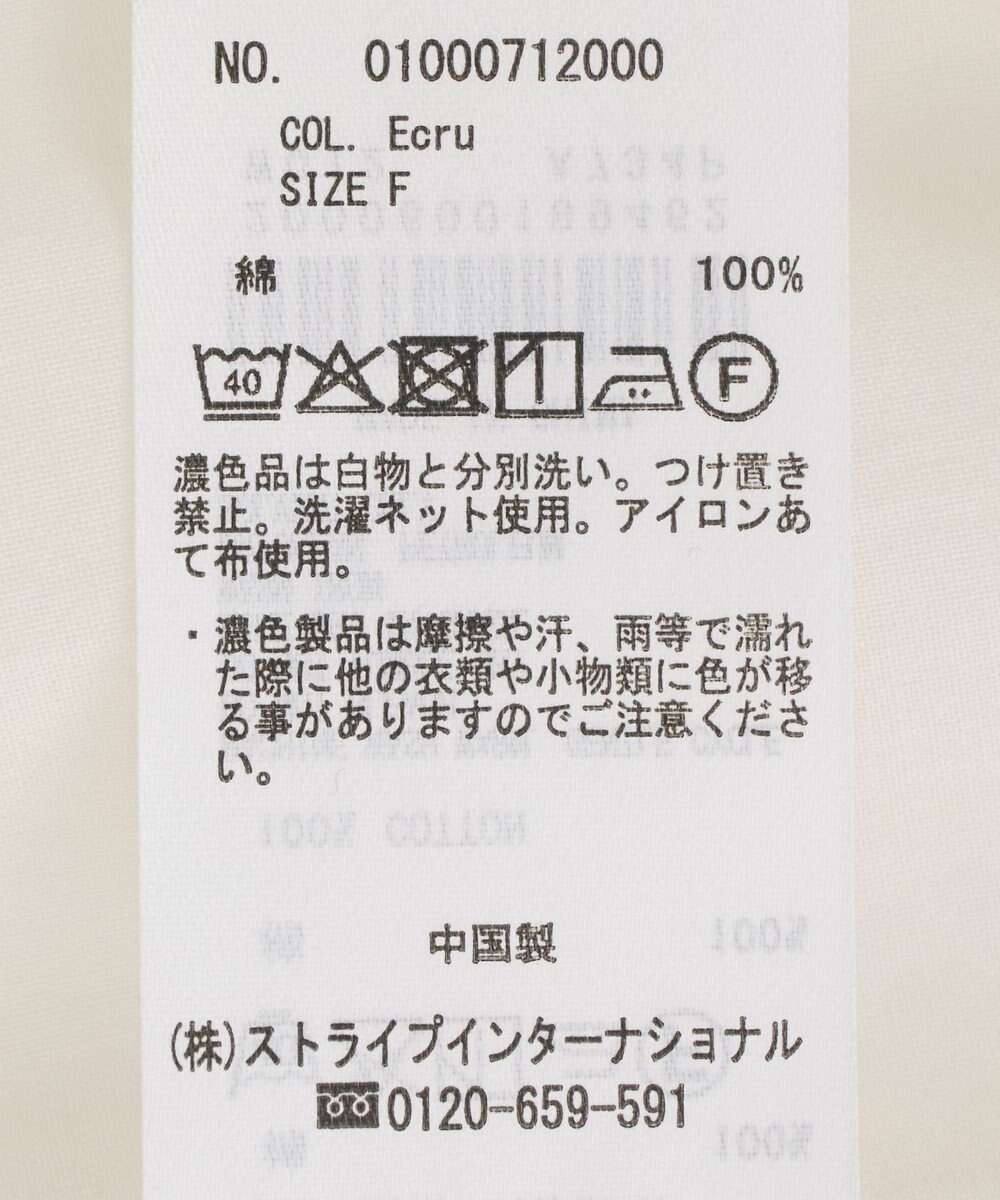 NO. 01000712000
COL. Ecru
SIZE F
綿 100%
40 F
濃色品は白物と分別洗い。つけ置き
禁止。洗濯ネット使用。アイロンあ
て布使用。
・濃色製品は摩擦や汗、雨等で濡れ
た際に他の衣類や小物類に色が移
る事がありますのでご注意くださ
い。
中国製
(株)ストライプインターナショナル
0120-659-591